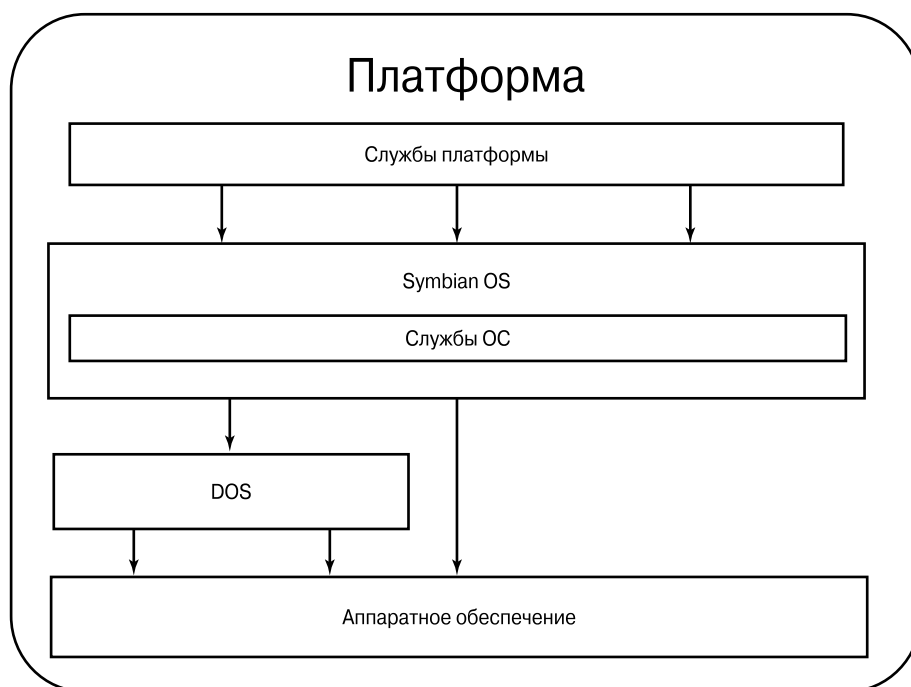 Платформа
Службы платформы
Symbian OS
Службы ОС
DOS
Аппаратное обеспечение